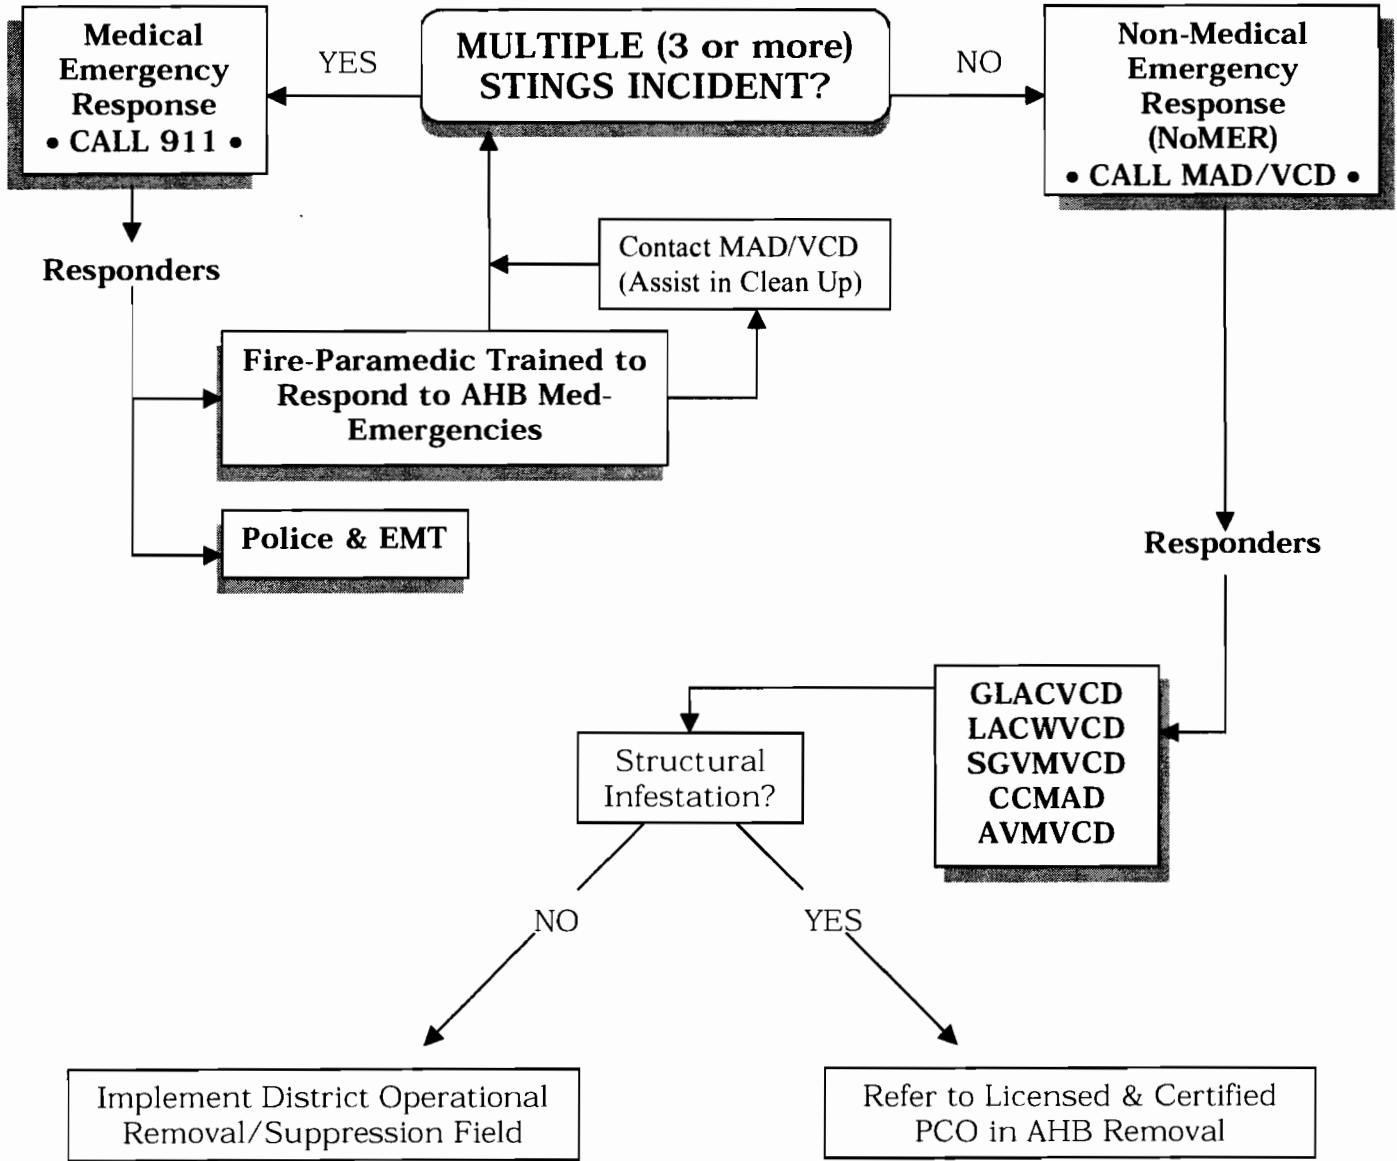 Medical
Emergency
Response
• CALL 911 •
YES
MULTIPLE (3 or more)
STINGS INCIDENT?
NO
Non-Medical
Emergency
Response
(NoMER)
• CALL MAD/VCD •
Responders
Contact MAD/VCD
(Assist in Clean Up)
Fire-Paramedic Trained to
Respond to AHB Med-
Emergencies
Police & EMT
Responders
GLACVCD
LACWVCD
SGVMVCD
CCMAD
AVMVCD
Structural
Infestation?
NO
YES
Implement District Operational
Removal/Suppression Field
Refer to Licensed & Certified
PCO in AHB Removal